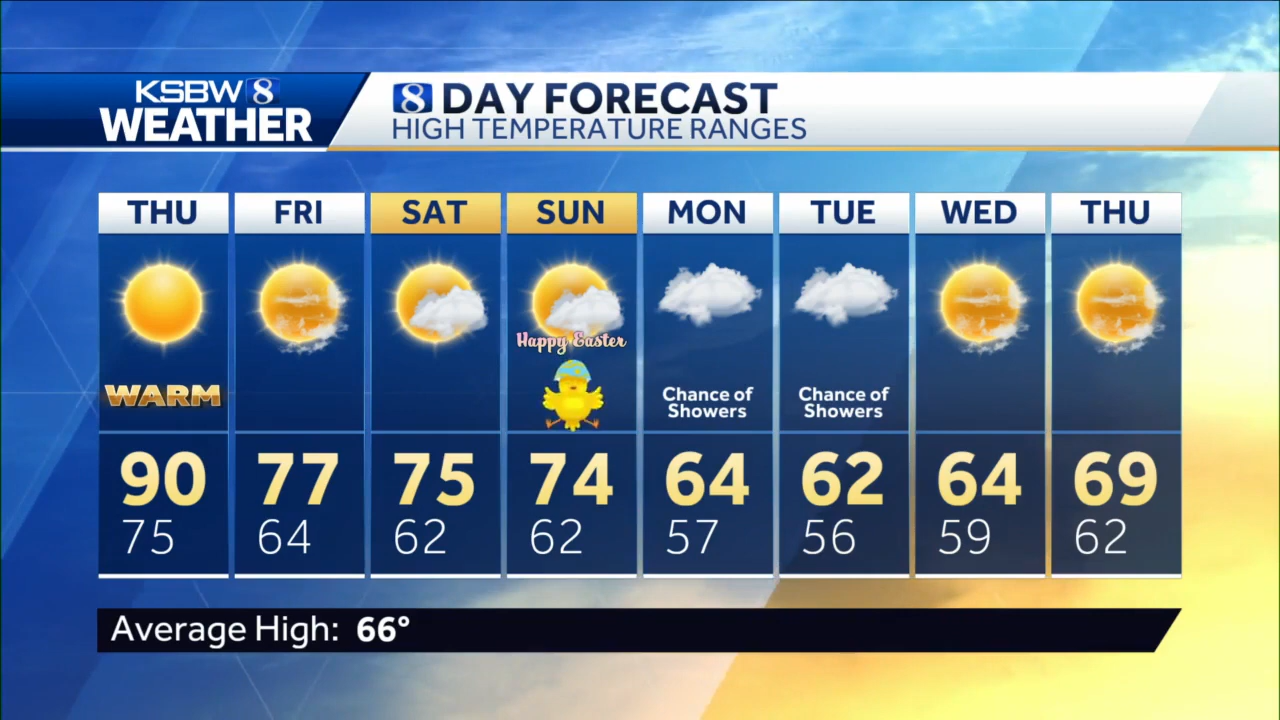 KSBW 8
WEATHER
8 DAY FORECAST
HIGH TEMPERATURE RANGES
THU FRI SAT SUN MON TUE WED THU
Happy Easter
WARM
Chance of Showers
Chance of Showers
90 77 75 74 64 62 64 69
75 64 62 62 57 56 59 62
Average High: 66°